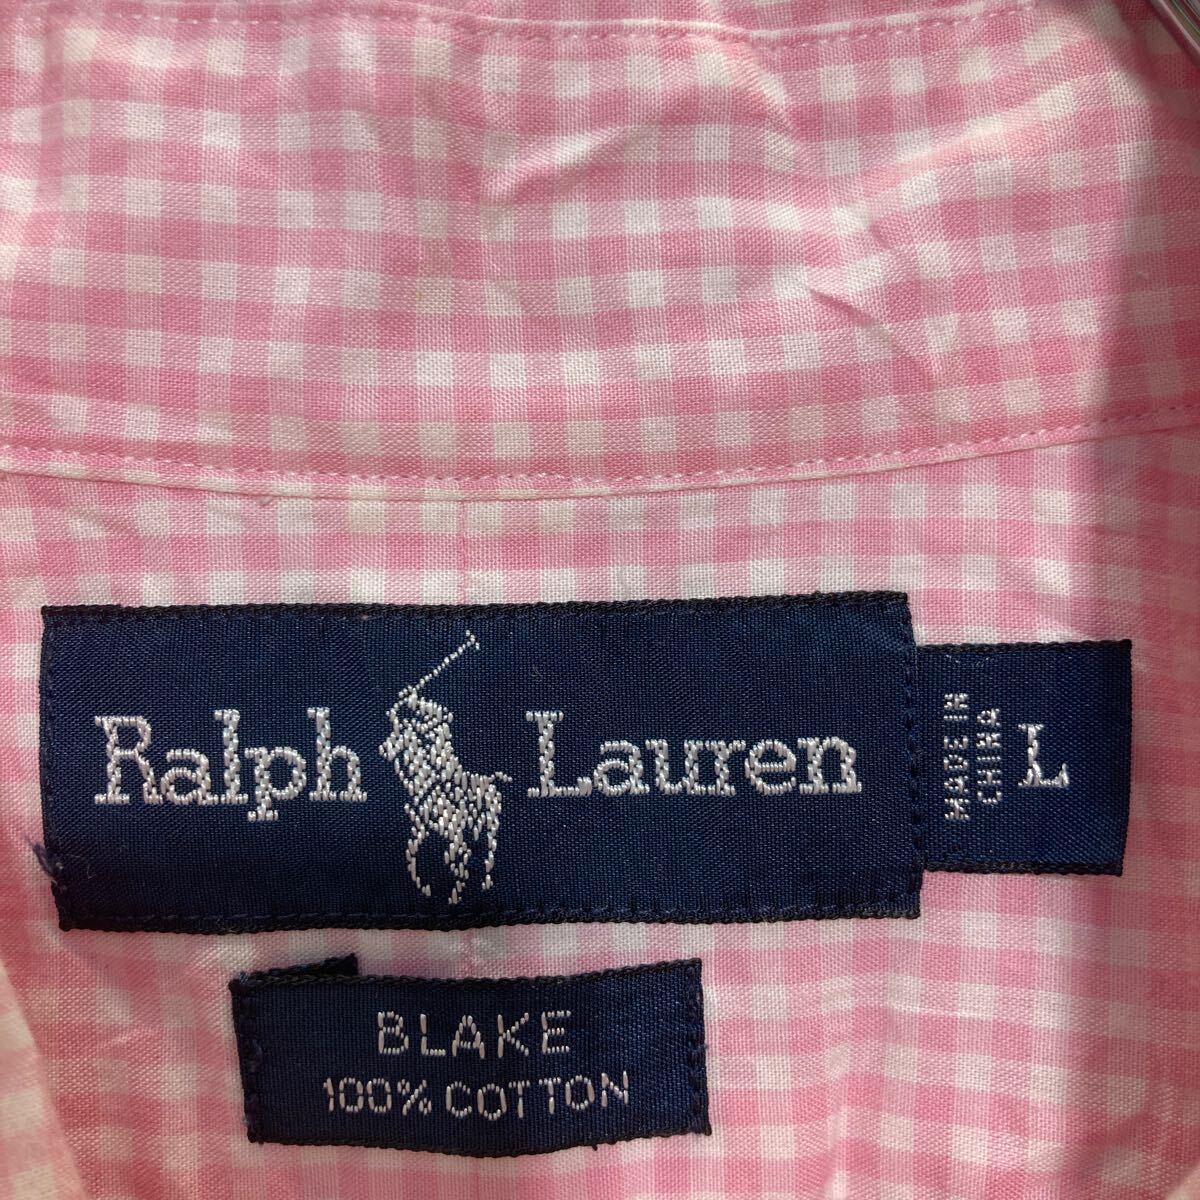 Ralph Lauren
MADE IN
CHINA
L
BLAKE
100% COTTON